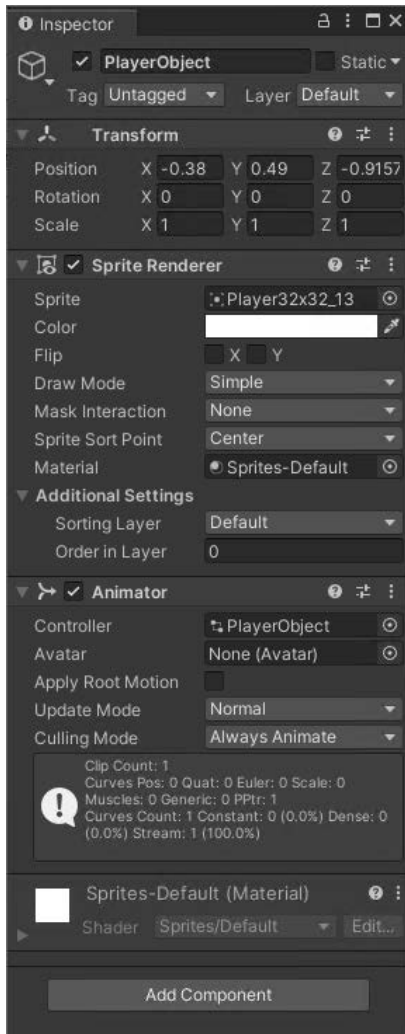 Inspector
PlayerObject Static
Tag Untagged Layer Default
Transform
Position X -0.38 Y 0.49 Z -0.9157
Rotation X 0 Y 0 Z 0
Scale X 1 Y 1 Z 1
Sprite Renderer
Sprite Player32x32_13
Color
Flip X Y
Draw Mode Simple
Mask Interaction None
Sprite Sort Point Center
Material Sprites-Default
Additional Settings
Sorting Layer Default
Order in Layer 0
Animator
Controller PlayerObject
Avatar None (Avatar)
Apply Root Motion
Update Mode Normal
Culling Mode Always Animate
Clip Count: 1
Curves Pos: 0 Quat: 0 Euler: 0 Scale: 0
Muscles: 0 Generic: 0 PPtr: 1
Curves Count: 1 Constant: 0 (0.0%) Dense: 0
(0.0%) Stream: 1 (100.0%)
Sprites-Default (Material)
Shader Sprites/Default Edit...
Add Component